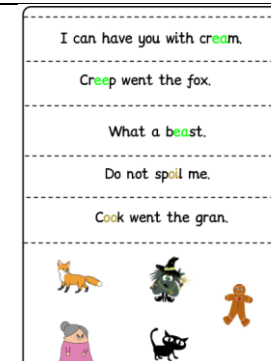 I can have you with cream.
Creep went the fox.
What a beast.
Do not spoil me.
Cook went the gran.